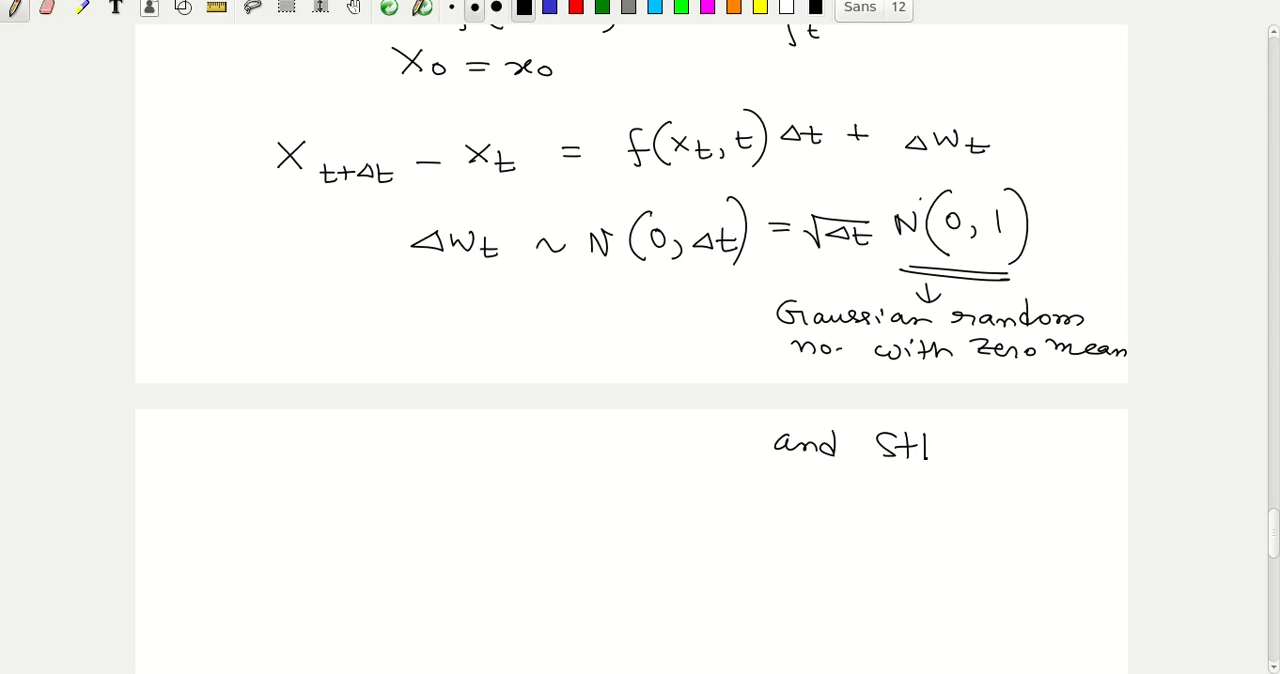 Sans 12
X₀ = x₀
X_{t+Δt} − X_t = f(X_t, t) Δt + ΔW_t
ΔW_t ~ N(0, Δt) = √Δt N(0, 1)
↓
Gaussian random
no. with zero mean
and